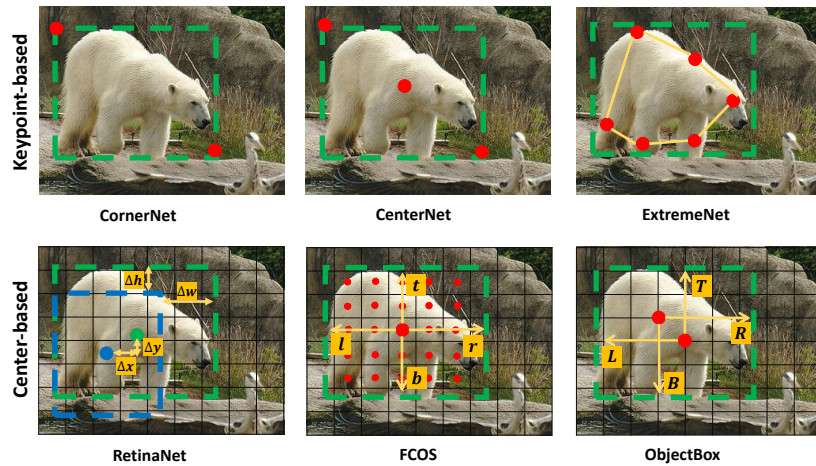 Keypoint-based
CornerNet
CenterNet
ExtremeNet
Center-based
Δh
Δw
Δy
Δx
t
l
r
b
T
R
L
B
RetinaNet
FCOS
ObjectBox